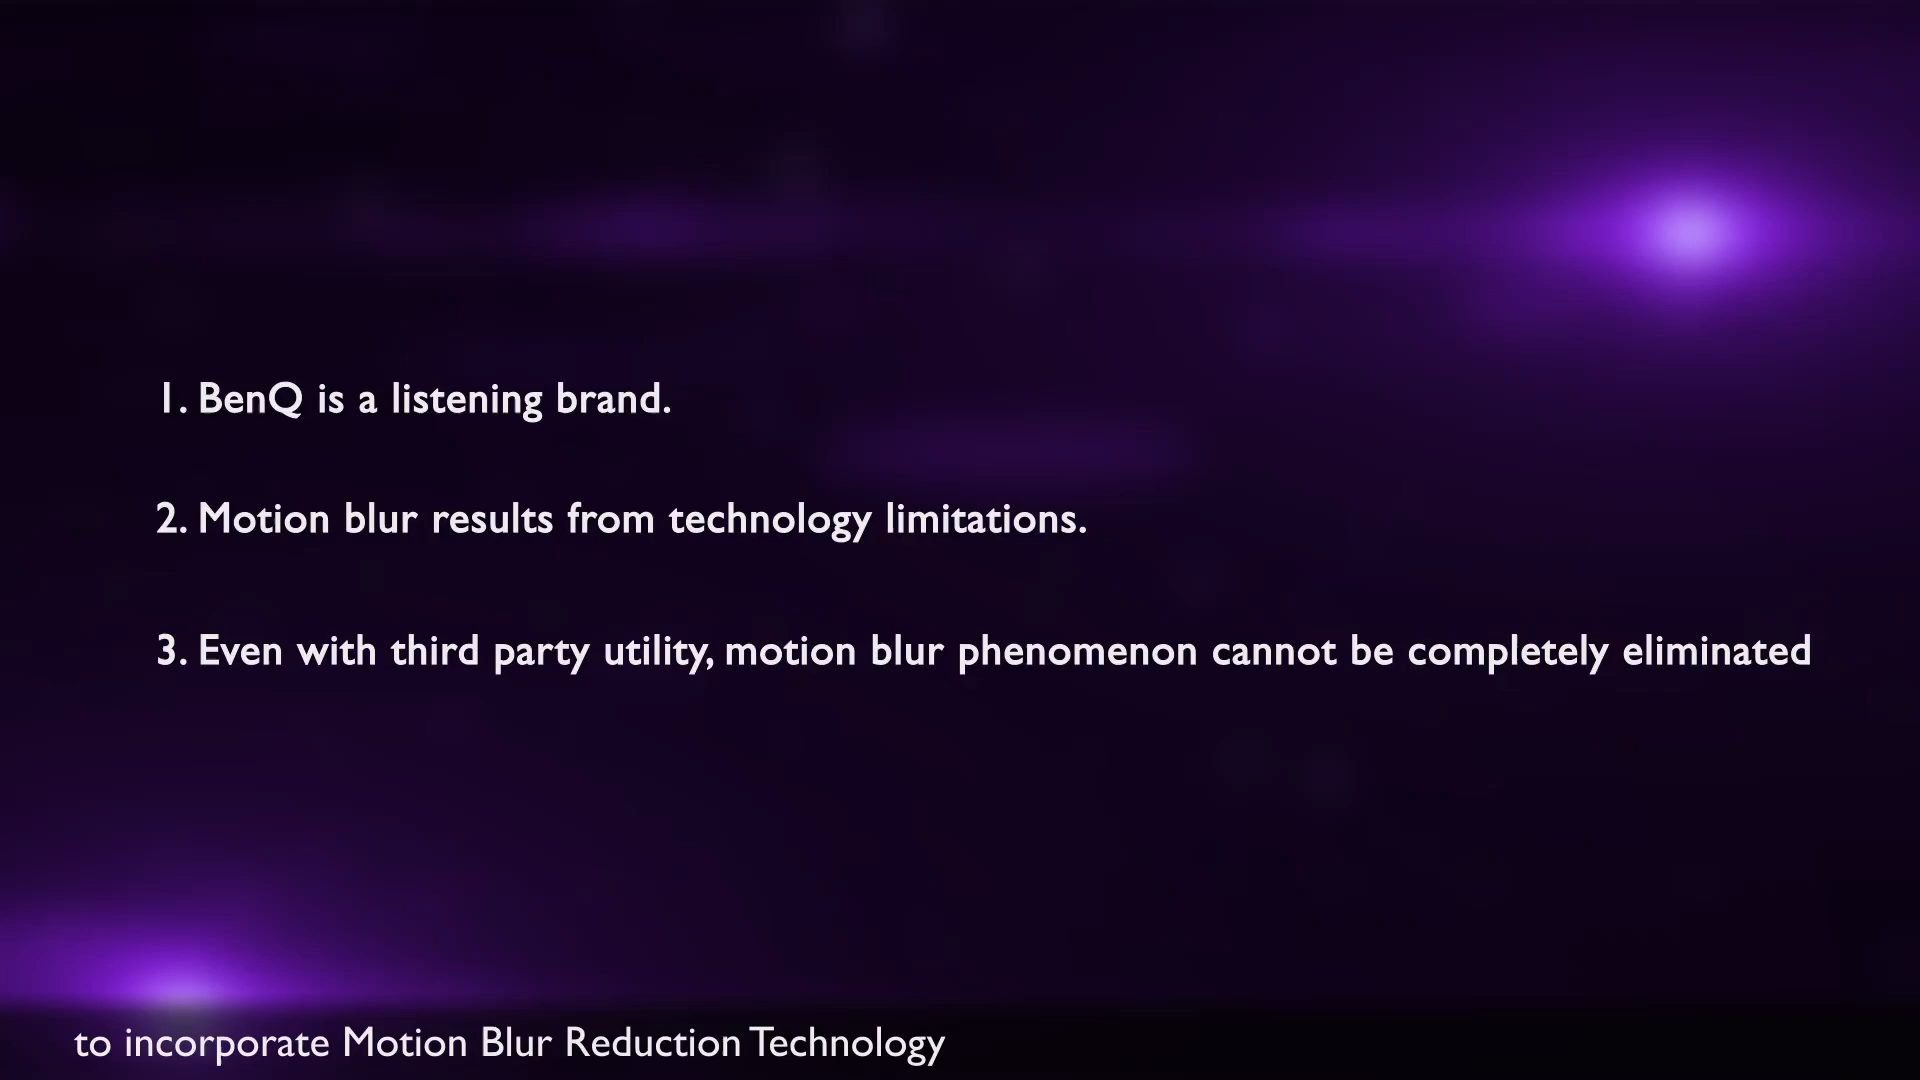 1. BenQ is a listening brand.
2. Motion blur results from technology limitations.
3. Even with third party utility, motion blur phenomenon cannot be completely eliminated
to incorporate Motion Blur Reduction Technology